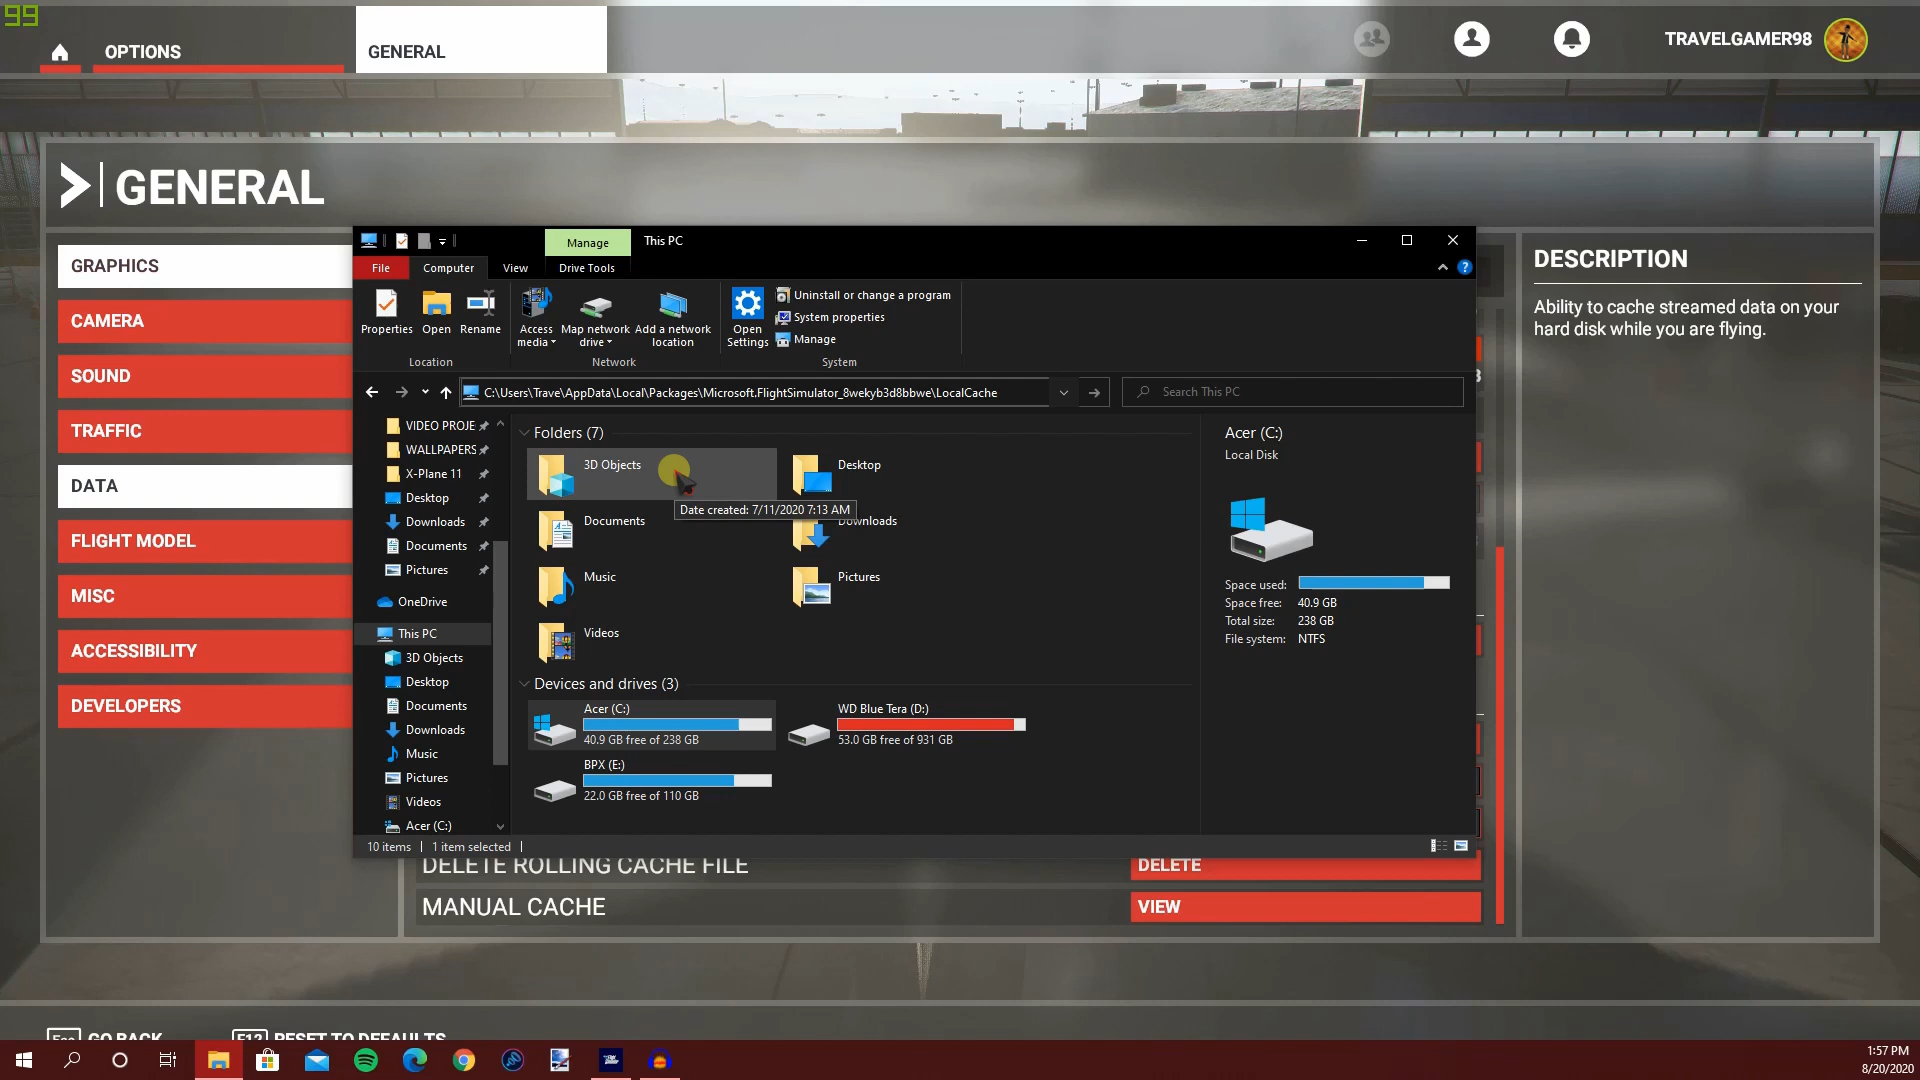 99
OPTIONS
GENERAL
TRAVELGAMER98
GENERAL
GRAPHICS
CAMERA
SOUND
TRAFFIC
DATA
FLIGHT MODEL
MISC
ACCESSIBILITY
DEVELOPERS
Manage
This PC
File
Computer
View
Drive Tools
Properties
Open
Rename
Access media
Map network drive
Add a network location
Open Settings
Uninstall or change a program
System properties
Manage
Location
Network
System
C:\Users\Trave\AppData\Local\Packages\Microsoft.FlightSimulator_8wekyb3d8bbwe\LocalCache
Search This PC
VIDEO PROJE
WALLPAPERS
X-Plane 11
Desktop
Downloads
Documents
Pictures
OneDrive
This PC
3D Objects
Desktop
Documents
Downloads
Music
Pictures
Videos
Acer (C:)
Folders (7)
3D Objects
Desktop
Date created: 7/11/2020 7:13 AM
Documents
Downloads
Music
Pictures
Videos
Devices and drives (3)
Acer (C:)
40.9 GB free of 238 GB
WD Blue Tera (D:)
53.0 GB free of 931 GB
BPX (E:)
22.0 GB free of 110 GB
Acer (C:)
Local Disk
Space used:
Space free: 40.9 GB
Total size: 238 GB
File system: NTFS
10 items
1 item selected
DESCRIPTION
Ability to cache streamed data on your
hard disk while you are flying.
DELETE ROLLING CACHE FILE
DELETE
MANUAL CACHE
VIEW
Esc GO BACK
F12 RESET TO DEFAULTS
1:57 PM
8/20/2020